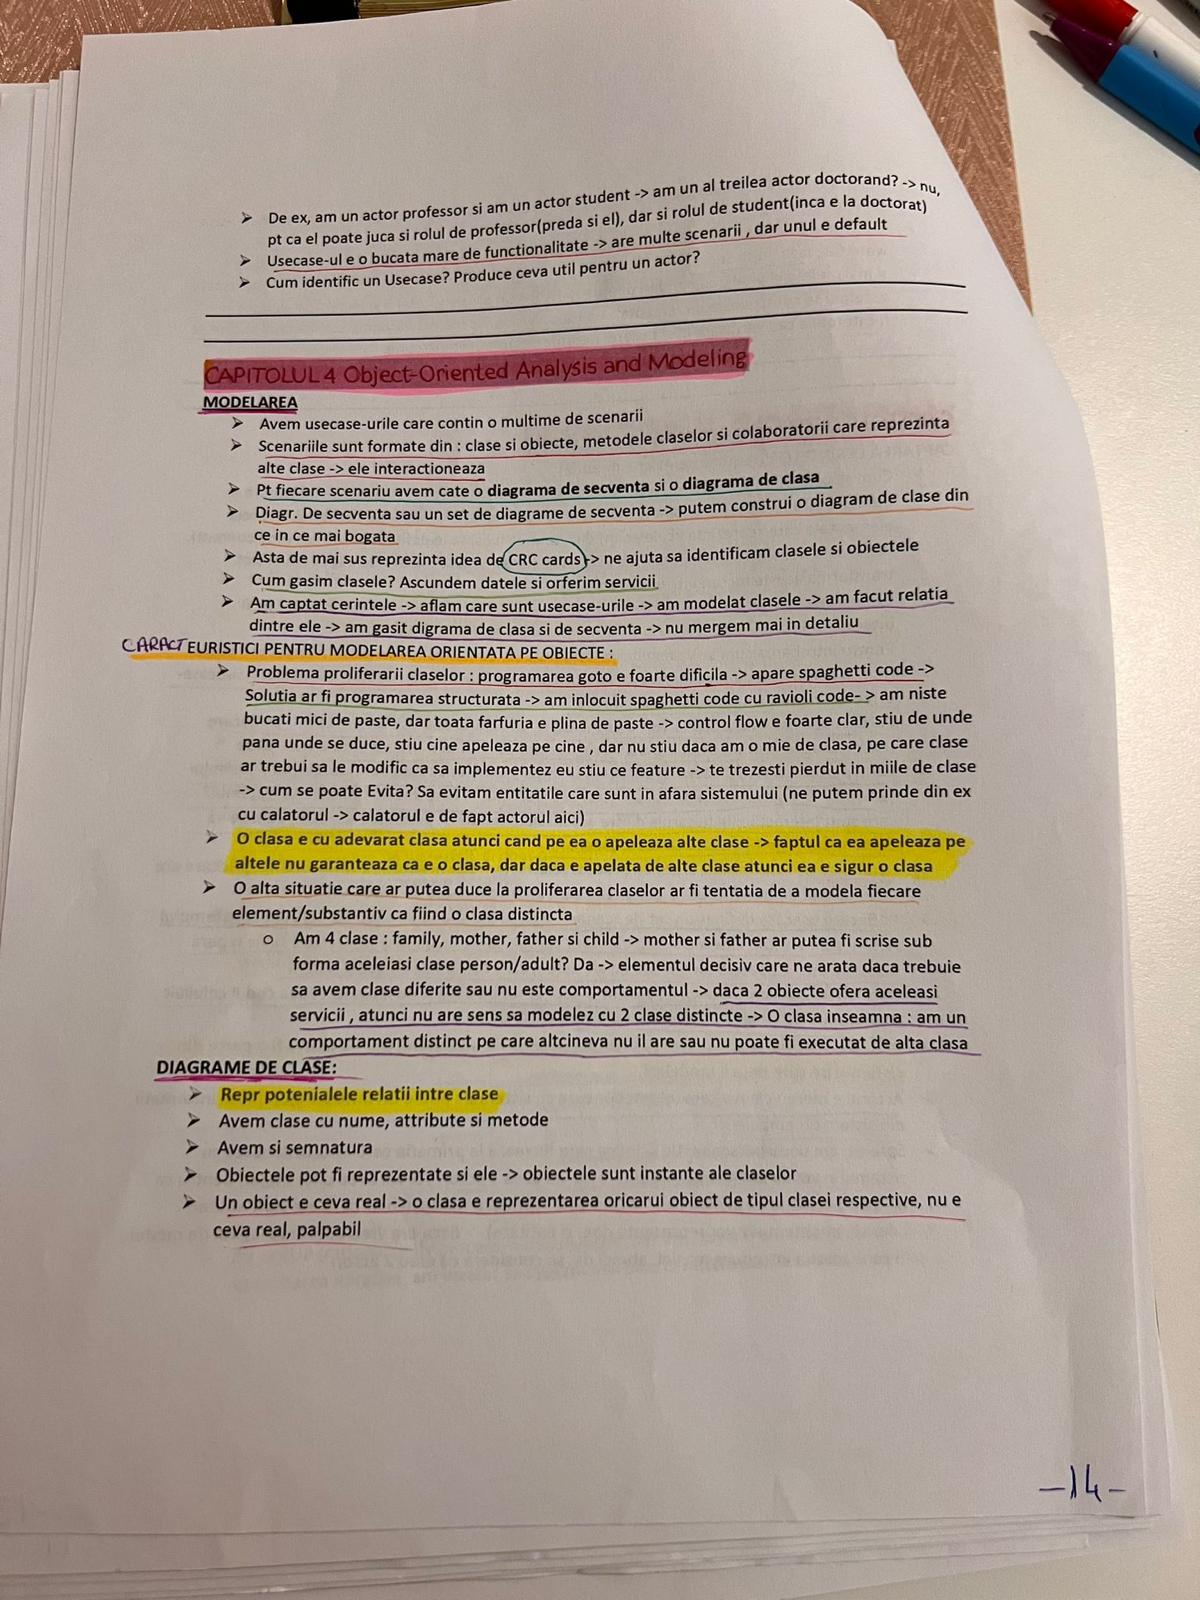 ➤ De ex, am un actor professor si am un actor student -> am un al treilea actor doctorand? -> nu,
pt ca el poate juca si rolul de professor(preda si el), dar si rolul de student(inca e la doctorat)
➤ Usecase-ul e o bucata mare de functionalitate -> are multe scenarii , dar unul e default
➤ Cum identific un Usecase? Produce ceva util pentru un actor?
CAPITOLUL 4 Object-Oriented Analysis and Modeling
MODELAREA
➤ Avem usecase-urile care contin o multime de scenarii
➤ Scenariile sunt formate din : clase si obiecte, metodele claselor si colaboratorii care reprezinta
alte clase -> ele interactioneaza
➤ Pt fiecare scenariu avem cate o diagrama de secventa si o diagrama de clasa
➤ Diagr. De secventa sau un set de diagrame de secventa -> putem construi o diagram de clase din
ce in ce mai bogata
➤ Asta de mai sus reprezinta idea de CRC cards -> ne ajuta sa identificam clasele si obiectele
➤ Cum gasim clasele? Ascundem datele si orferim servicii
➤ Am captat cerintele -> aflam care sunt usecase-urile -> am modelat clasele -> am facut relatia
dintre ele -> am gasit digrama de clasa si de secventa -> nu mergem mai in detaliu
CARACTEURISTICI PENTRU MODELAREA ORIENTATA PE OBIECTE :
➤ Problema proliferarii claselor : programarea goto e foarte dificila -> apare spaghetti code ->
Solutia ar fi programarea structurata -> am inlocuit spaghetti code cu ravioli code- > am niste
bucati mici de paste, dar toata farfuria e plina de paste -> control flow e foarte clar, stiu de unde
pana unde se duce, stiu cine apeleaza pe cine , dar nu stiu daca am o mie de clasa, pe care clase
ar trebui sa le modific ca sa implementez eu stiu ce feature -> te trezesti pierdut in miile de clase
-> cum se poate Evita? Sa evitam entitatile care sunt in afara sistemului (ne putem prinde din ex
cu calatorul -> calatorul e de fapt actorul aici)
➤ O clasa e cu adevarat clasa atunci cand pe ea o apeleaza alte clase -> faptul ca ea apeleaza pe
altele nu garanteaza ca e o clasa, dar daca e apelata de alte clase atunci ea e sigur o clasa
➤ O alta situatie care ar putea duce la proliferarea claselor ar fi tentatia de a modela fiecare
element/substantiv ca fiind o clasa distincta
o Am 4 clase : family, mother, father si child -> mother si father ar putea fi scrise sub
forma aceleiasi clase person/adult? Da -> elementul decisiv care ne arata daca trebuie
sa avem clase diferite sau nu este comportamentul -> daca 2 obiecte ofera aceleasi
servicii , atunci nu are sens sa modelez cu 2 clase distincte -> O clasa inseamna : am un
comportament distinct pe care altcineva nu il are sau nu poate fi executat de alta clasa
DIAGRAME DE CLASE:
➤ Repr potenialele relatii intre clase
➤ Avem clase cu nume, attribute si metode
➤ Avem si semnatura
➤ Obiectele pot fi reprezentate si ele -> obiectele sunt instante ale claselor
➤ Un obiect e ceva real -> o clasa e reprezentarea oricarui obiect de tipul clasei respective, nu e
ceva real, palpabil
-14-